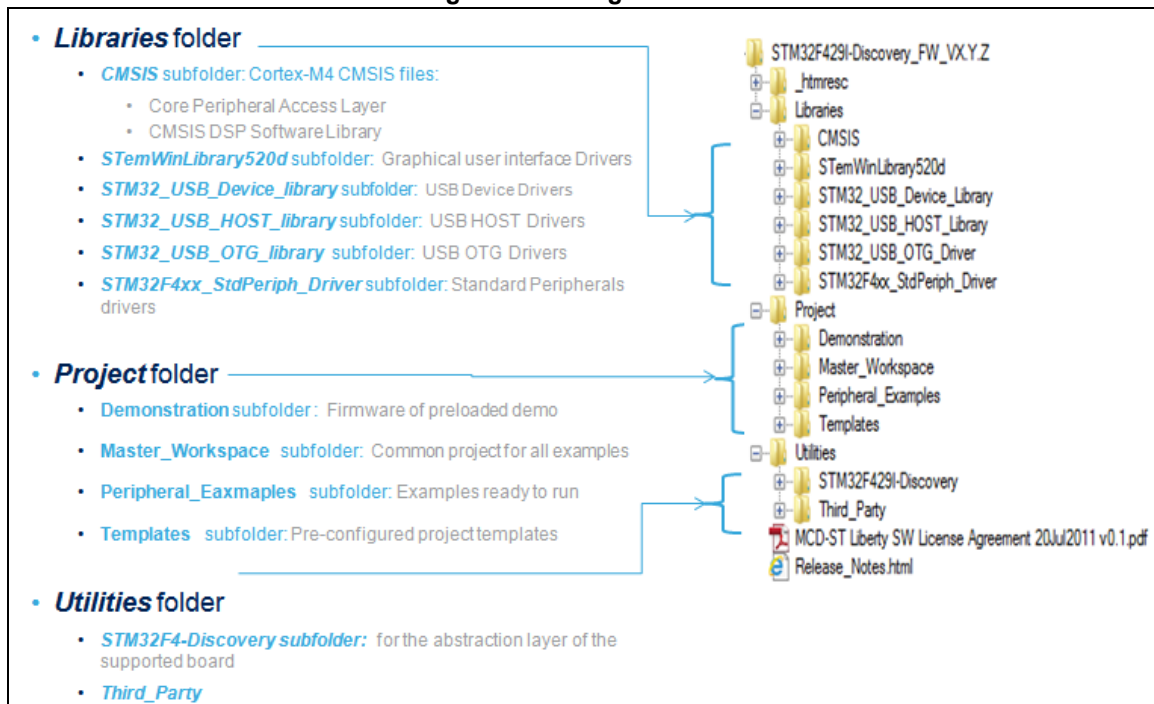 • Libraries folder
• CMSIS subfolder: Cortex-M4 CMSIS files:
• Core Peripheral Access Layer
• CMSIS DSP Software Library
• STemWinLibrary520d subfolder: Graphical user interface Drivers
• STM32_USB_Device_library subfolder: USB Device Drivers
• STM32_USB_HOST_library subfolder: USB HOST Drivers
• STM32_USB_OTG_library subfolder: USB OTG Drivers
• STM32F4xx_StdPeriph_Driver subfolder: Standard Peripherals
drivers
• Project folder
• Demonstration subfolder : Firmware of preloaded demo
• Master_Workspace subfolder: Common project for all examples
• Peripheral_Eaxmaples subfolder: Examples ready to run
• Templates subfolder: Pre-configured project templates
• Utilities folder
• STM32F4-Discovery subfolder: for the abstraction layer of the
supported board
• Third_Party
STM32F429I-Discovery_FW_VX.Y.Z
_htmresc
Libraries
CMSIS
STemWinLibrary520d
STM32_USB_Device_Library
STM32_USB_HOST_Library
STM32_USB_OTG_Driver
STM32F4xx_StdPeriph_Driver
Project
Demonstration
Master_Workspace
Peripheral_Examples
Templates
Utilities
STM32F429I-Discovery
Third_Party
MCD-ST Liberty SW License Agreement 20Jul2011 v0.1.pdf
Release_Notes.html